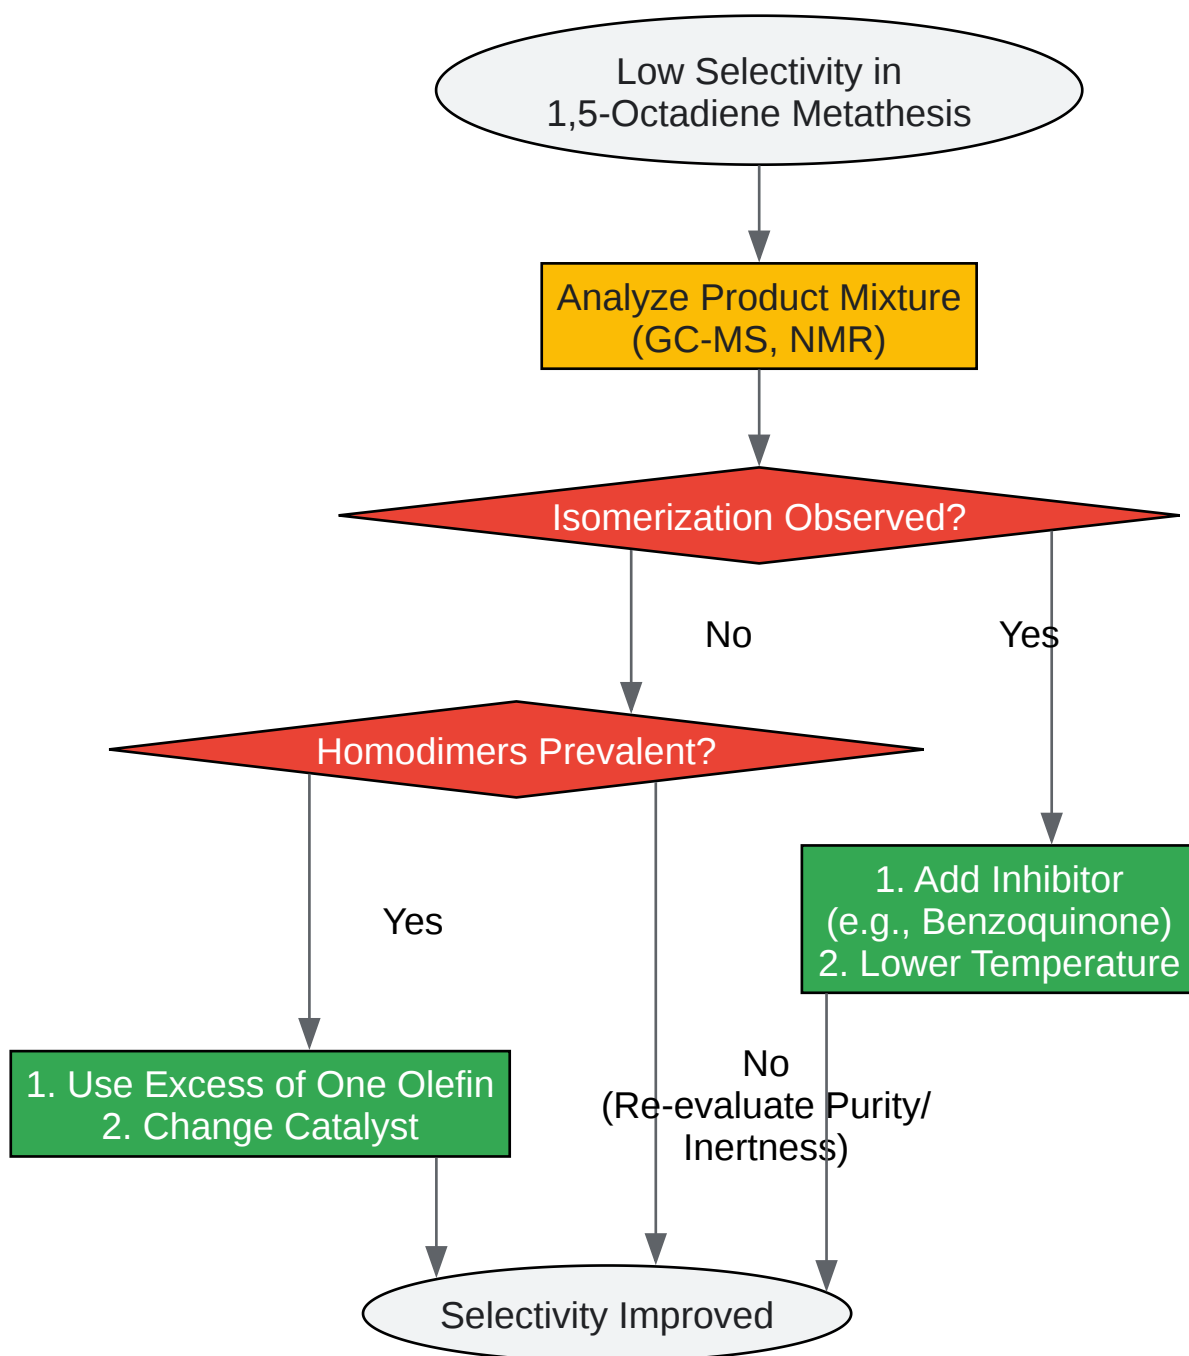 Low Selectivity in
1,5-Octadiene Metathesis
Analyze Product Mixture
(GC-MS, NMR)
Isomerization Observed?
No
Yes
Homodimers Prevalent?
1. Add Inhibitor
(e.g., Benzoquinone)
2. Lower Temperature
Yes
1. Use Excess of One Olefin
2. Change Catalyst
No
(Re-evaluate Purity/
Inertness)
Selectivity Improved